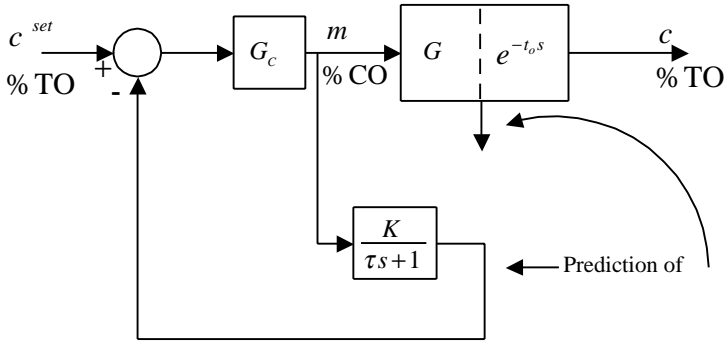 c set
% TO
+
-
G_C
m
% CO
G
e^{-t_o s}
c
% TO
K
τs+1
Prediction of